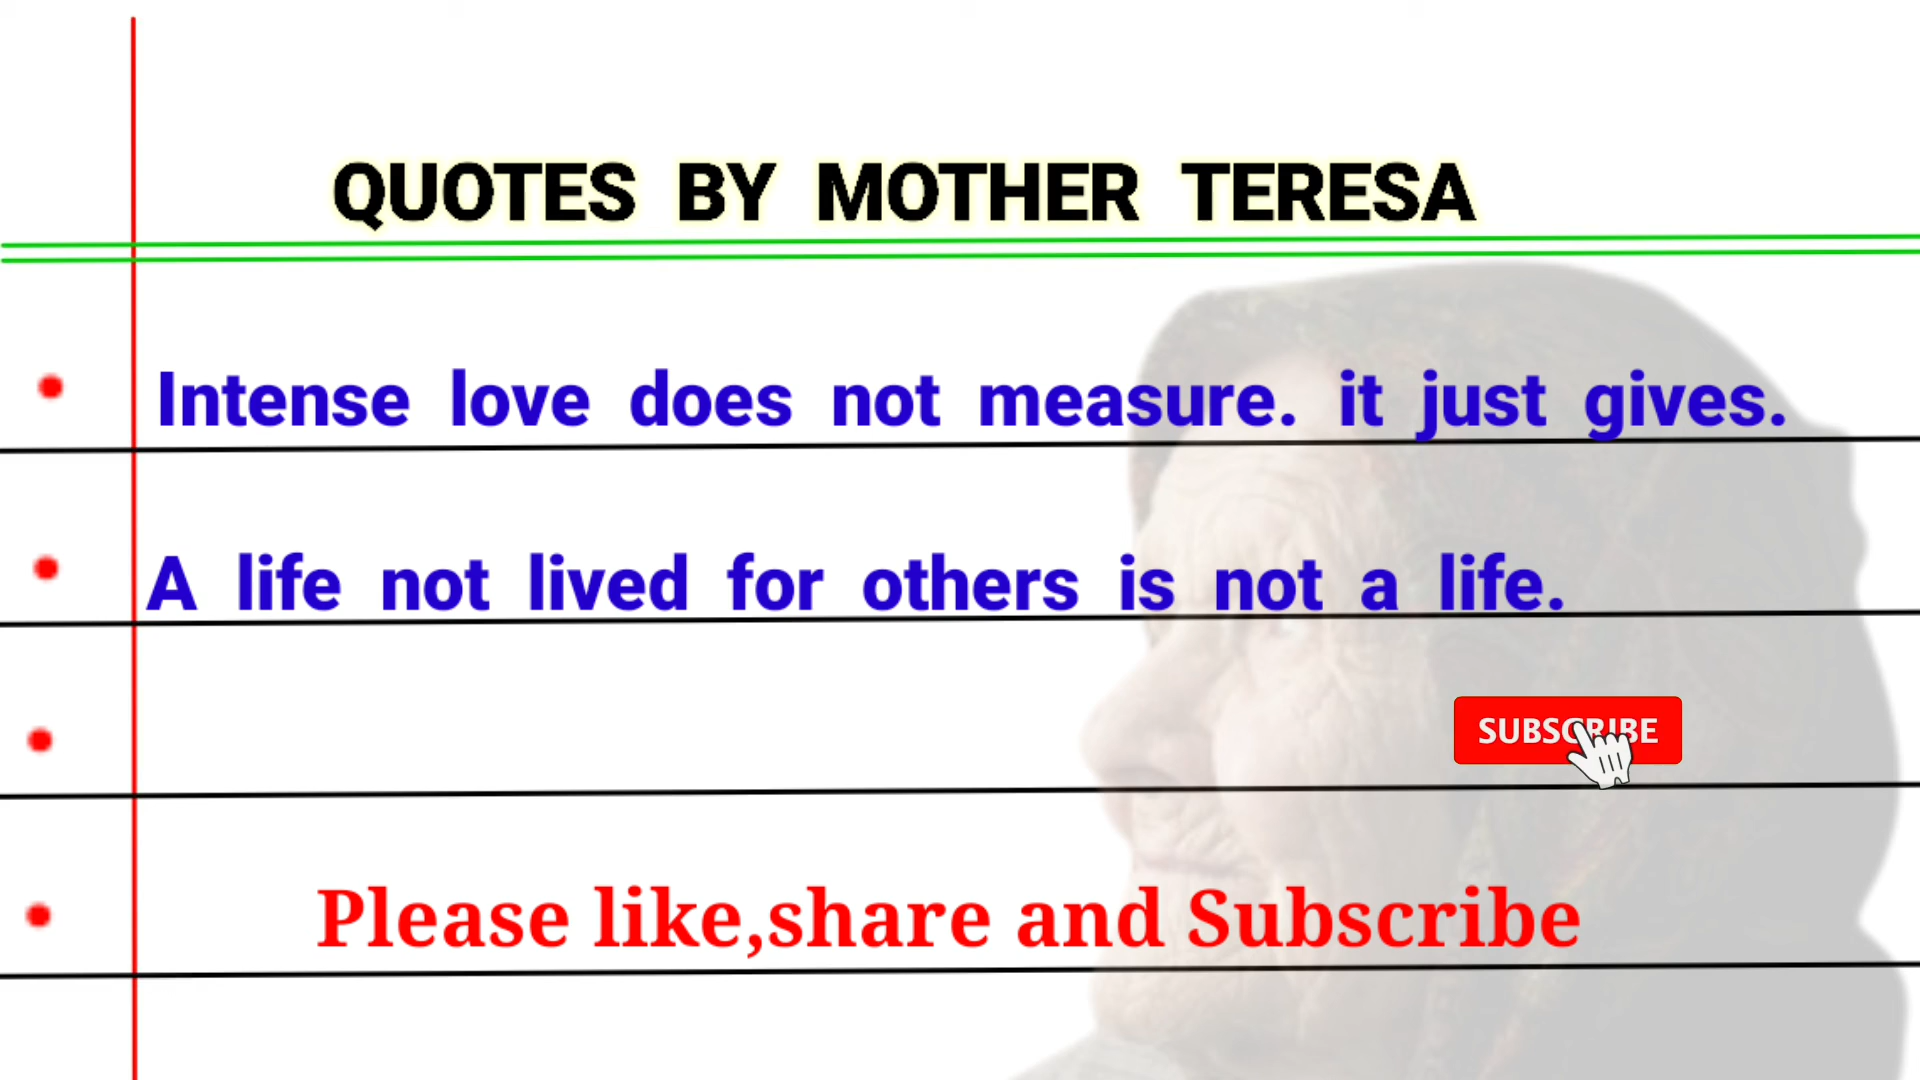 QUOTES BY MOTHER TERESA
Intense love does not measure. it just gives.
A life not lived for others is not a life.
SUBSCRIBE
Please like,share and Subscribe